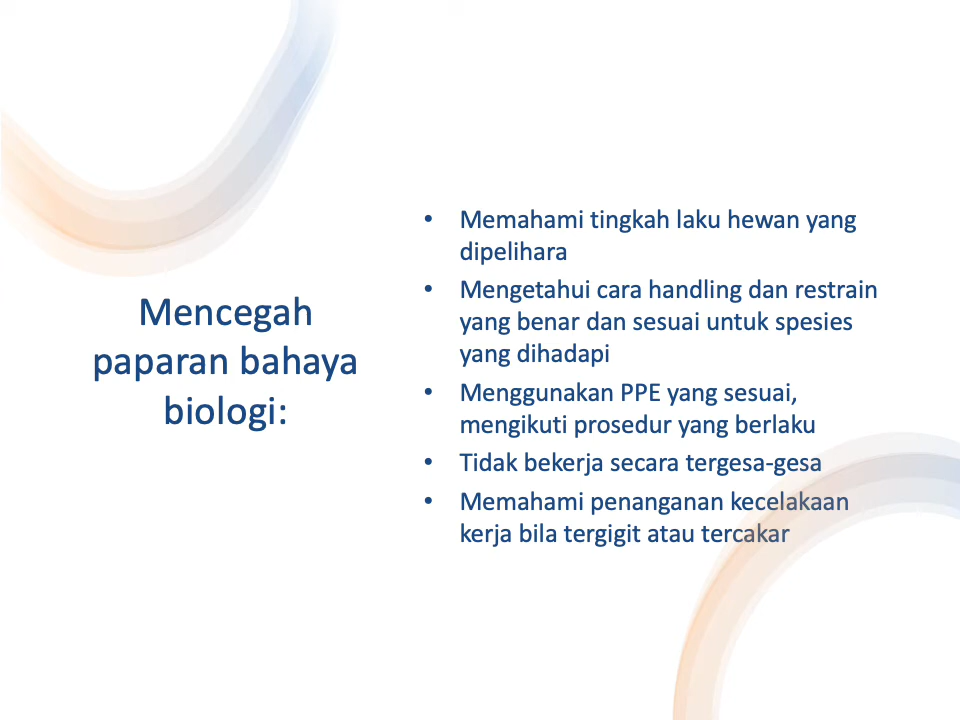 Mencegah
paparan bahaya
biologi:
• Memahami tingkah laku hewan yang
dipelihara
• Mengetahui cara handling dan restrain
yang benar dan sesuai untuk spesies
yang dihadapi
• Menggunakan PPE yang sesuai,
mengikuti prosedur yang berlaku
• Tidak bekerja secara tergesa-gesa
• Memahami penanganan kecelakaan
kerja bila tergigit atau tercakar